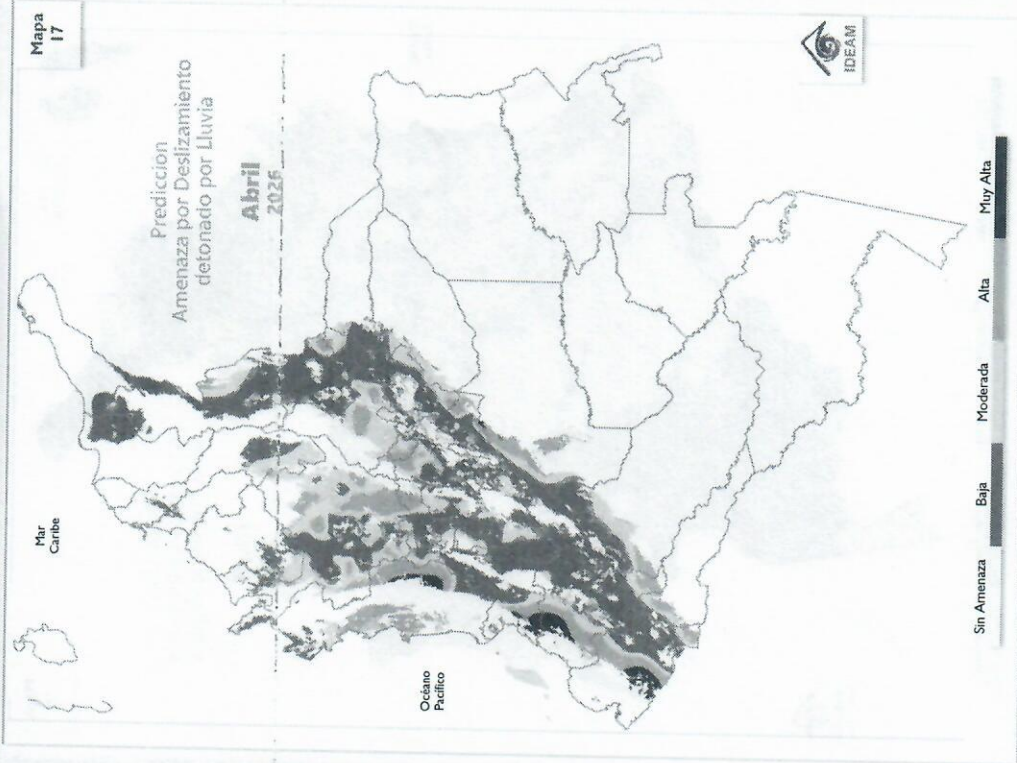 Mapa
17
Predicción
Amenaza por Deslizamiento
detonado por Lluvia
Abril
2026
Mar
Caribe
Océano
Pacífico
IDEAM
Sin Amenaza
Baja
Moderada
Alta
Muy Alta